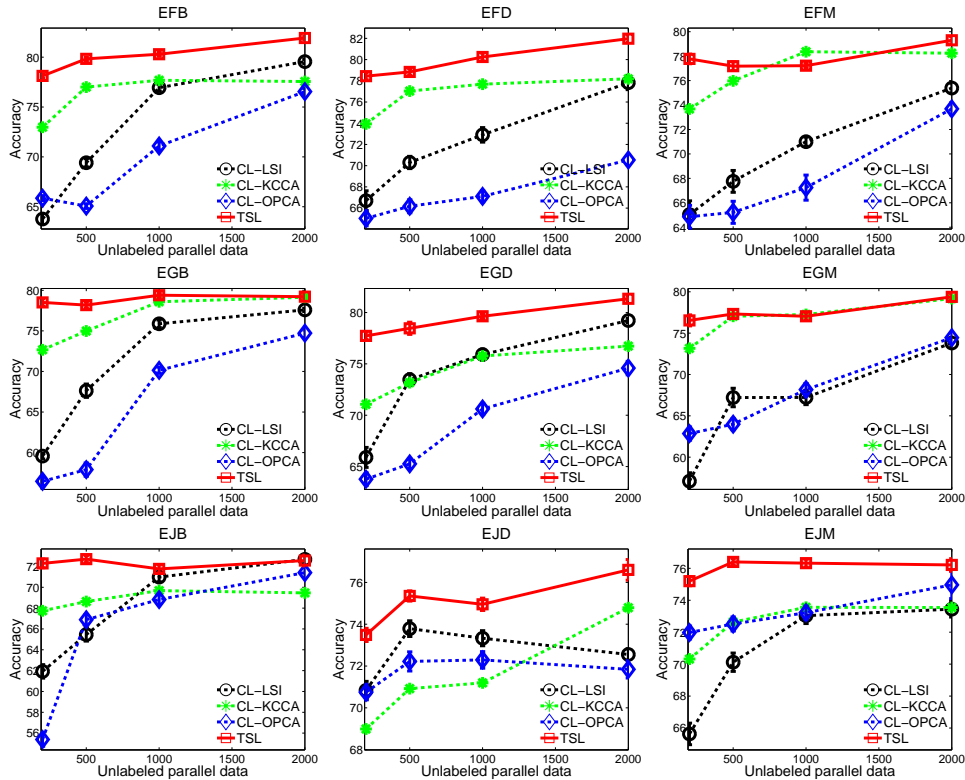 EFB
EFD
EFM
Accuracy
80
75
70
65
500
1000
1500
2000
Unlabeled parallel data
CL-LSI
CL-KCCA
CL-OPCA
TSL
Accuracy
82
80
78
76
74
72
70
68
66
64
500
1000
1500
2000
Unlabeled parallel data
CL-LSI
CL-KCCA
CL-OPCA
TSL
Accuracy
80
78
76
74
72
70
68
66
64
500
1000
1500
2000
Unlabeled parallel data
CL-LSI
CL-KCCA
CL-OPCA
TSL
EGB
EGD
EGM
Accuracy
80
75
70
65
60
500
1000
1500
2000
Unlabeled parallel data
CL-LSI
CL-KCCA
CL-OPCA
TSL
Accuracy
80
75
70
65
500
1000
1500
2000
Unlabeled parallel data
CL-LSI
CL-KCCA
CL-OPCA
TSL
Accuracy
80
75
70
65
60
500
1000
1500
2000
Unlabeled parallel data
CL-LSI
CL-KCCA
CL-OPCA
TSL
EJB
EJD
EJM
Accuracy
72
70
68
66
64
62
60
58
56
500
1000
1500
2000
Unlabeled parallel data
CL-LSI
CL-KCCA
CL-OPCA
TSL
Accuracy
76
74
72
70
68
500
1000
1500
2000
Unlabeled parallel data
CL-LSI
CL-KCCA
CL-OPCA
TSL
Accuracy
76
74
72
70
68
66
500
1000
1500
2000
Unlabeled parallel data
CL-LSI
CL-KCCA
CL-OPCA
TSL